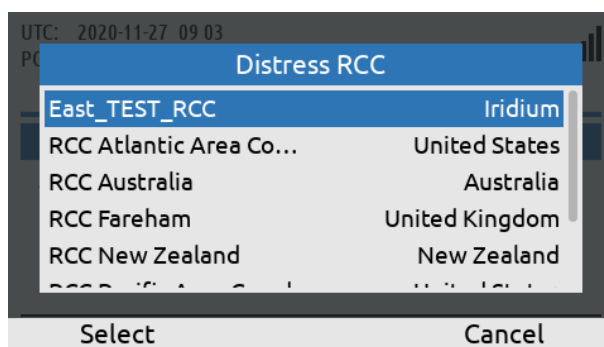 UTC: 2020-11-27 09 03
Distress RCC
East_TEST_RCC Iridium
RCC Atlantic Area Co... United States
RCC Australia Australia
RCC Fareham United Kingdom
RCC New Zealand New Zealand
Select Cancel